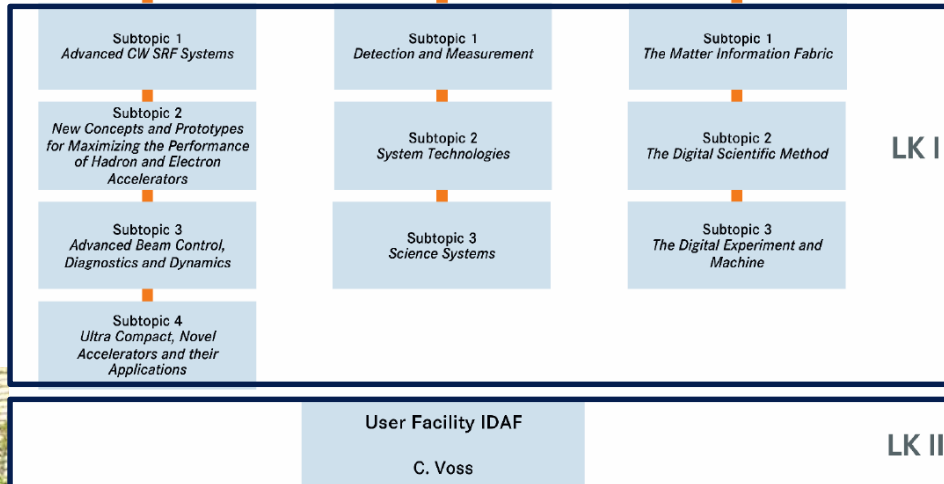 Subtopic 1
Advanced CW SRF Systems
Subtopic 2
New Concepts and Prototypes
for Maximizing the Performance
of Hadron and Electron
Accelerators
Subtopic 3
Advanced Beam Control,
Diagnostics and Dynamics
Subtopic 4
Ultra Compact, Novel
Accelerators and their
Applications
Subtopic 1
Detection and Measurement
Subtopic 2
System Technologies
Subtopic 3
Science Systems
Subtopic 1
The Matter Information Fabric
Subtopic 2
The Digital Scientific Method
Subtopic 3
The Digital Experiment and
Machine
LK I
User Facility IDAF
C. Voss
LK II